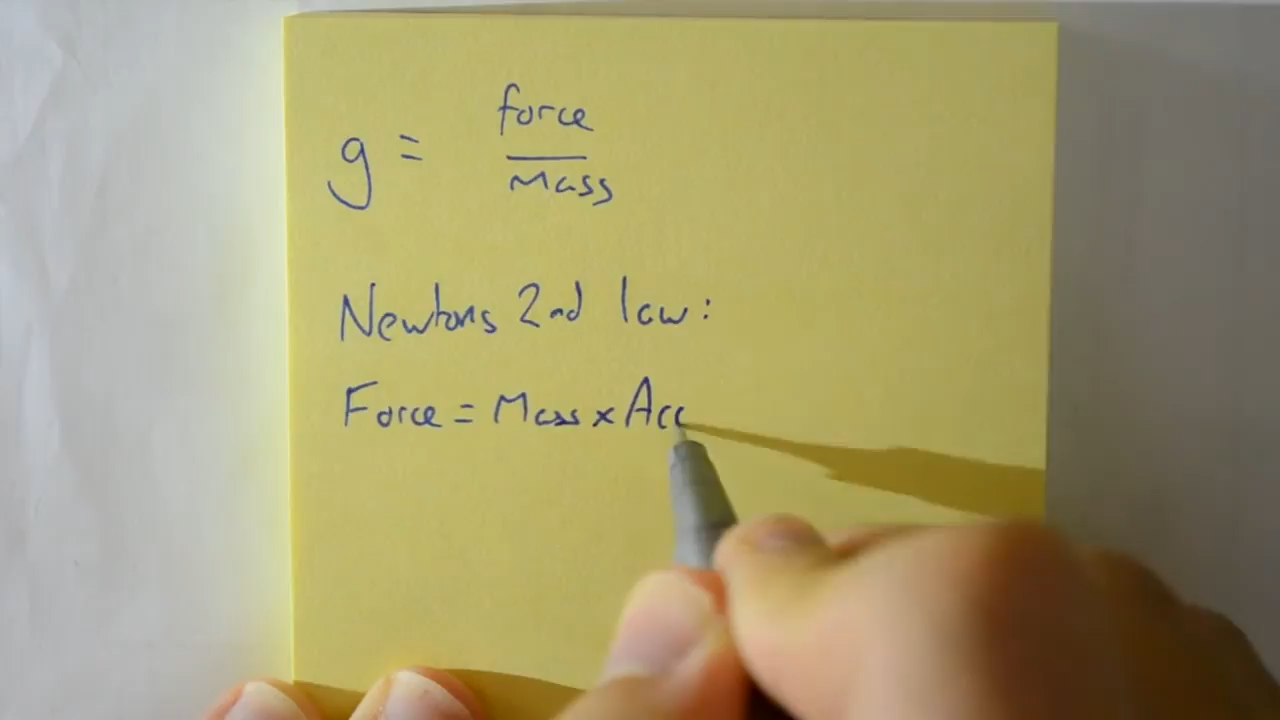 g = force
mass
Newtons 2nd law:
Force = Mass x Acc